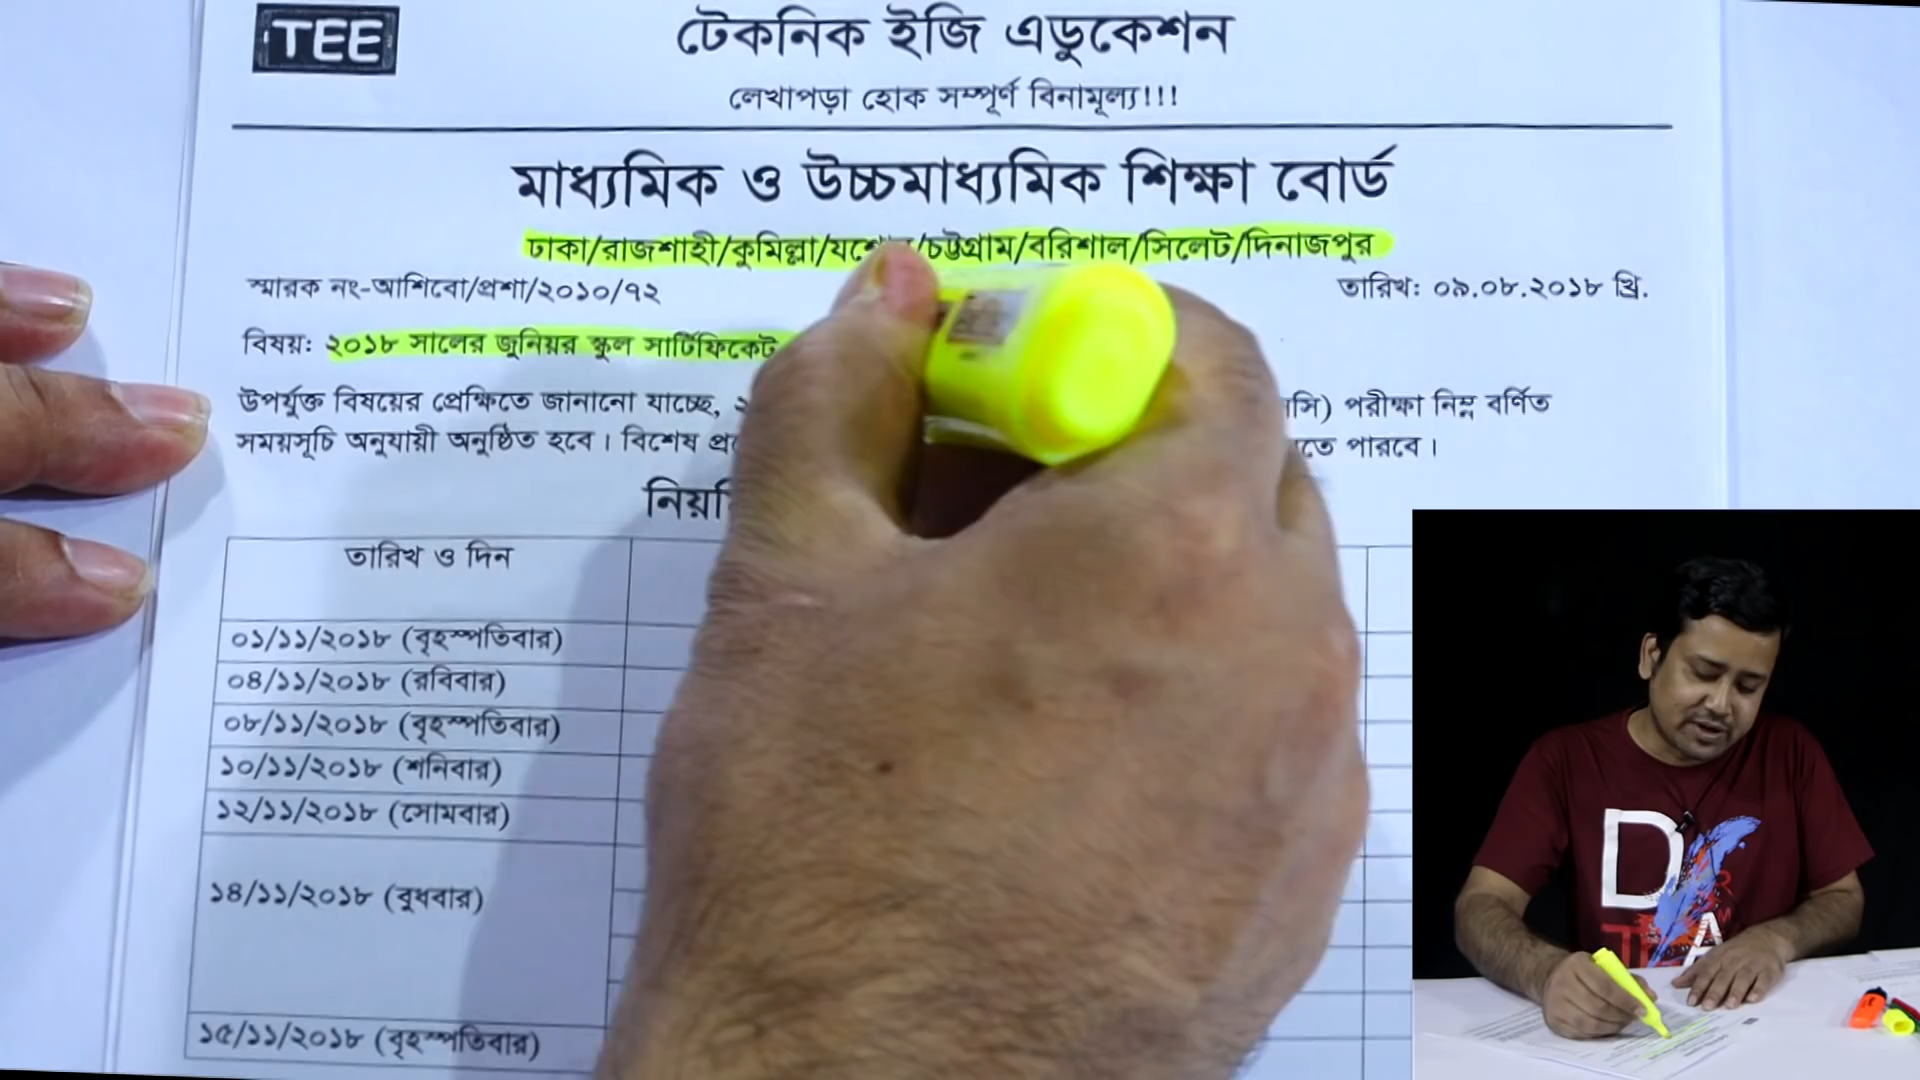 TEE
টেকনিক ইজি এডুকেশন
লেখাপড়া হোক সম্পূর্ণ বিনামূল্য!!!
মাধ্যমিক ও উচ্চমাধ্যমিক শিক্ষা বোর্ড
ঢাকা/রাজশাহী/কুমিল্লা/যশোর/চট্টগ্রাম/বরিশাল/সিলেট/দিনাজপুর
স্মারক নং-আশিবো/প্রশা/২০১০/৭২
তারিখ: ০৯.০৮.২০১৮ খ্রি.
বিষয়: ২০১৮ সালের জুনিয়র স্কুল সার্টিফিকেট
উপর্যুক্ত বিষয়ের প্রেক্ষিতে জানানো যাচ্ছে, পরীক্ষা নিম্ন বর্ণিত
সময়সূচি অনুযায়ী অনুষ্ঠিত হবে। বিশেষ পারবে।
তারিখ ও দিন
০১/১১/২০১৮ (বৃহস্পতিবার)
০৪/১১/২০১৮ (রবিবার)
০৮/১১/২০১৮ (বৃহস্পতিবার)
১০/১১/২০১৮ (শনিবার)
১২/১১/২০১৮ (সোমবার)
১৪/১১/২০১৮ (বুধবার)
১৫/১১/২০১৮ (বৃহস্পতিবার)